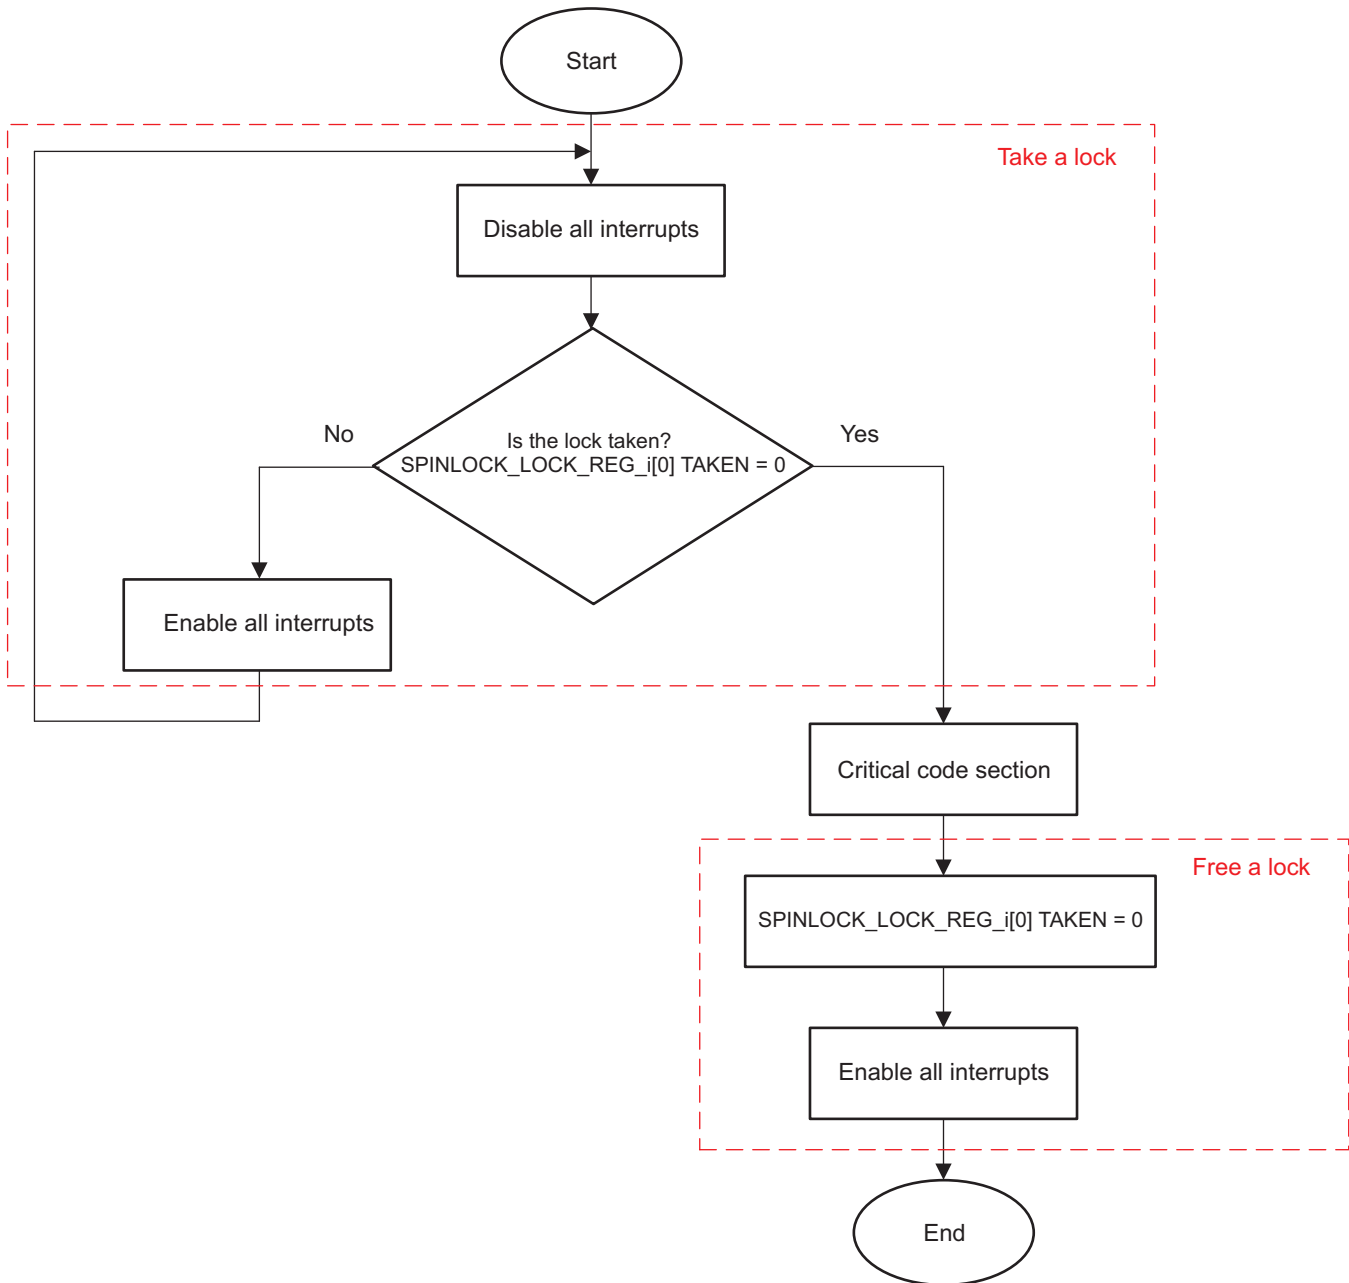 Start
Take a lock
Disable all interrupts
No
Yes
Is the lock taken?
SPINLOCK_LOCK_REG_i[0] TAKEN = 0
Enable all interrupts
Critical code section
Free a lock
SPINLOCK_LOCK_REG_i[0] TAKEN = 0
Enable all interrupts
End